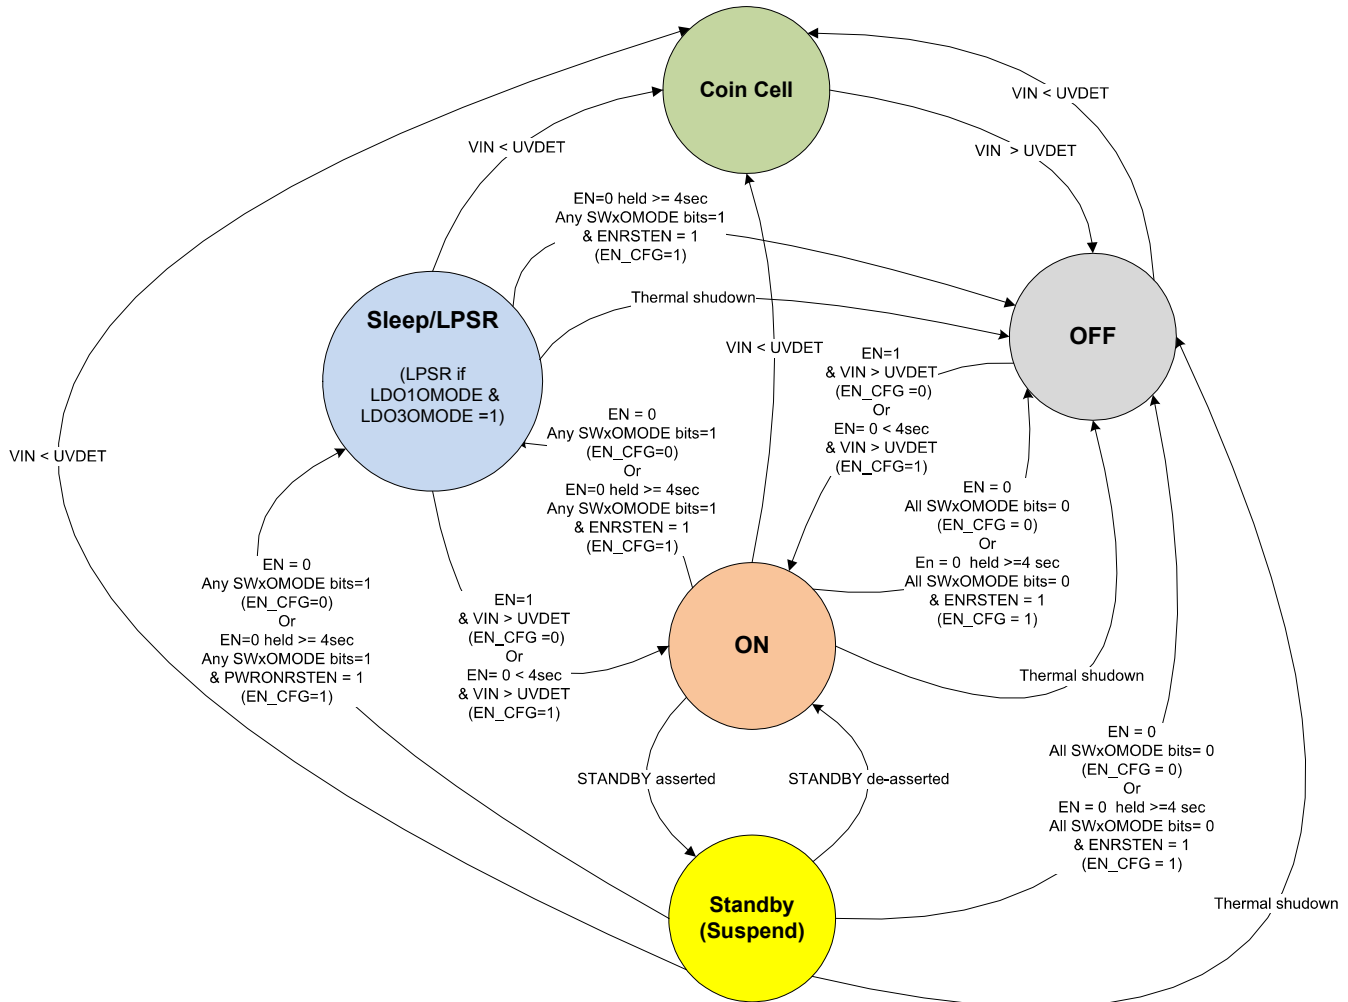 Coin Cell
VIN < UVDET
VIN < UVDET
VIN > UVDET
EN=0 held >= 4sec
Any SWxOMODE bits=1
& ENRSTEN = 1
(EN_CFG=1)
Thermal shudown
Sleep/LPSR
(LPSR if
LDO1OMODE &
LDO3OMODE =1)
OFF
VIN < UVDET
EN=1
& VIN > UVDET
(EN_CFG =0)
Or
EN= 0 < 4sec
& VIN > UVDET
(EN_CFG=1)
VIN < UVDET
EN = 0
Any SWxOMODE bits=1
(EN_CFG=0)
Or
EN=0 held >= 4sec
Any SWxOMODE bits=1
& ENRSTEN = 1
(EN_CFG=1)
EN = 0
All SWxOMODE bits= 0
(EN_CFG = 0)
Or
En = 0 held >=4 sec
All SWxOMODE bits= 0
& ENRSTEN = 1
(EN_CFG = 1)
EN = 0
Any SWxOMODE bits=1
(EN_CFG=0)
Or
EN=0 held >= 4sec
Any SWxOMODE bits=1
& PWRONRSTEN = 1
(EN_CFG=1)
EN=1
& VIN > UVDET
(EN_CFG =0)
Or
EN= 0 < 4sec
& VIN > UVDET
(EN_CFG=1)
ON
Thermal shudown
STANDBY asserted
STANDBY de-asserted
EN = 0
All SWxOMODE bits= 0
(EN_CFG = 0)
Or
EN = 0 held >=4 sec
All SWxOMODE bits= 0
& ENRSTEN = 1
(EN_CFG = 1)
Standby
(Suspend)
Thermal shudown